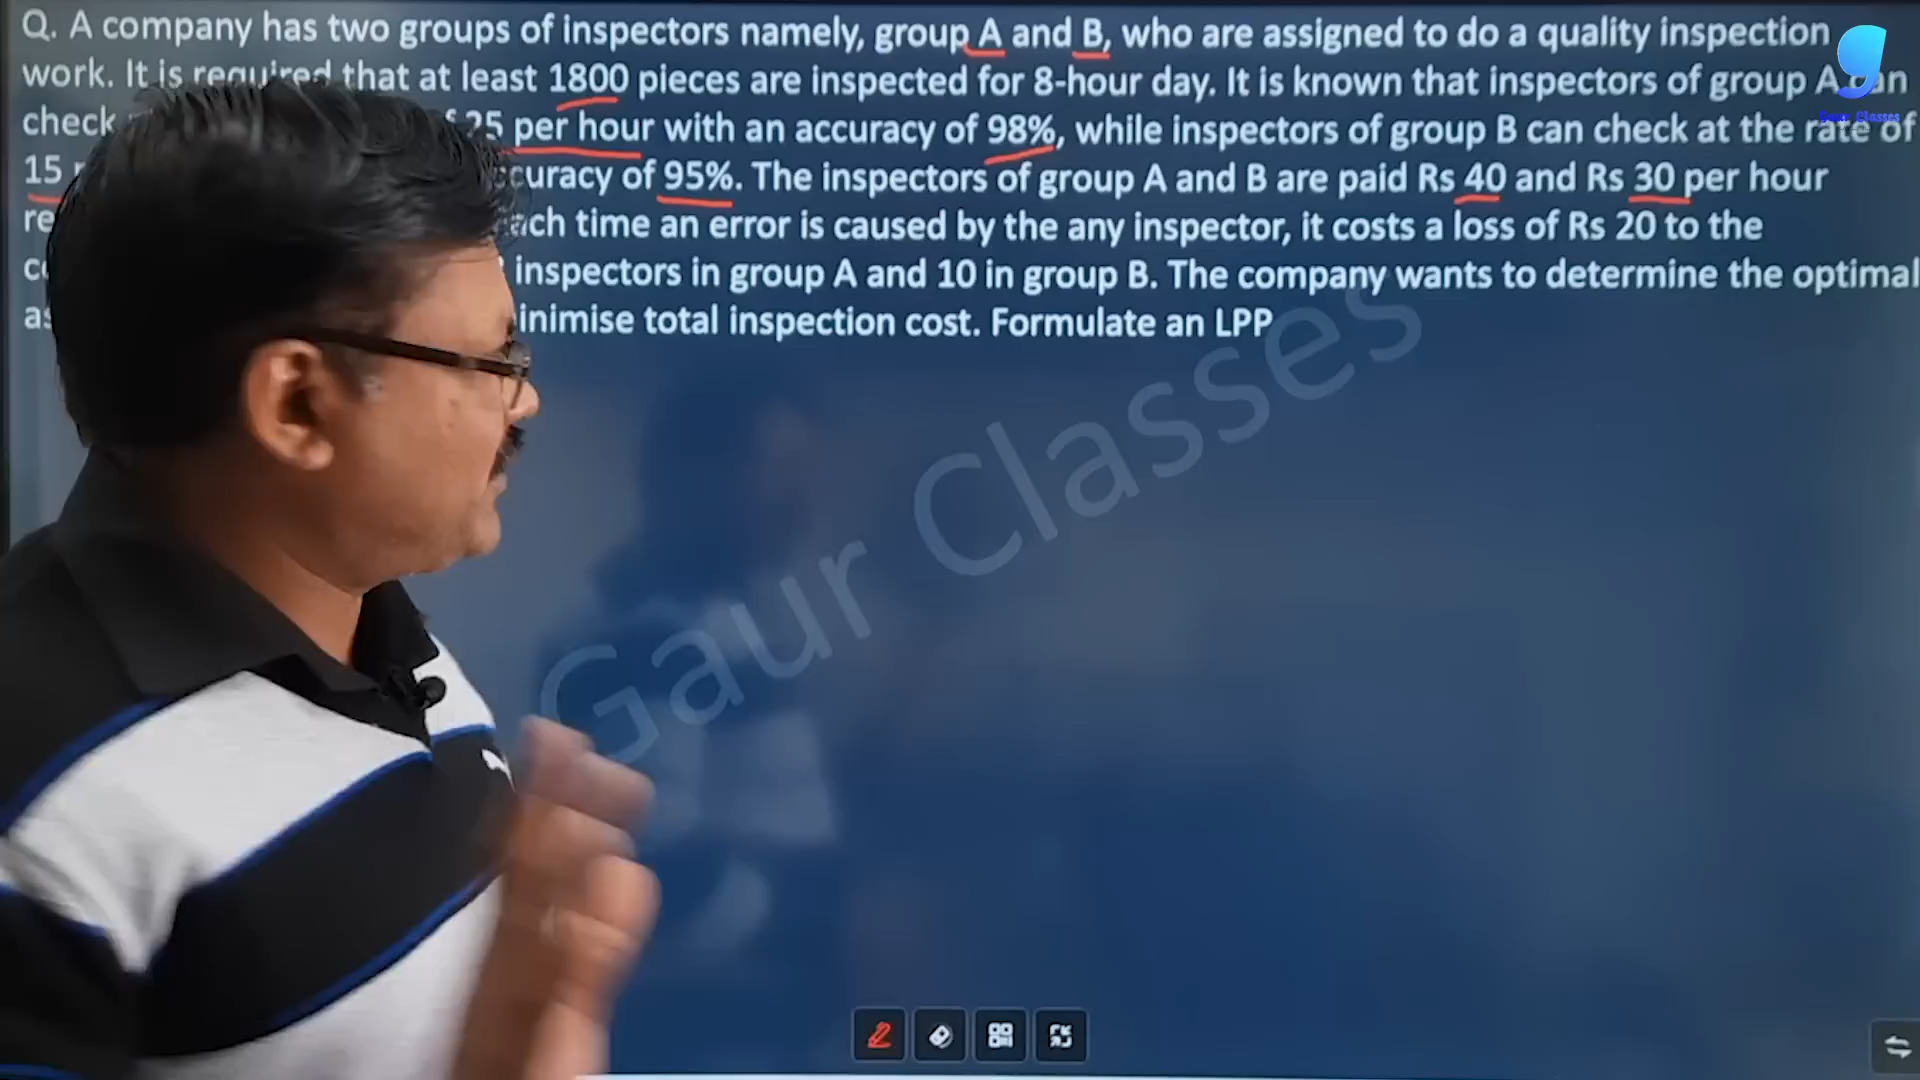 Q. A company has two groups of inspectors namely, group A and B, who are assigned to do a quality inspection
work. It is required that at least 1800 pieces are inspected for 8-hour day. It is known that inspectors of group A can
check 25 per hour with an accuracy of 98%, while inspectors of group B can check at the rate of
15 accuracy of 95%. The inspectors of group A and B are paid Rs 40 and Rs 30 per hour
time an error is caused by the any inspector, it costs a loss of Rs 20 to the
inspectors in group A and 10 in group B. The company wants to determine the optimal
total inspection cost. Formulate an LPP
Gaur Classes
Gaur Classes